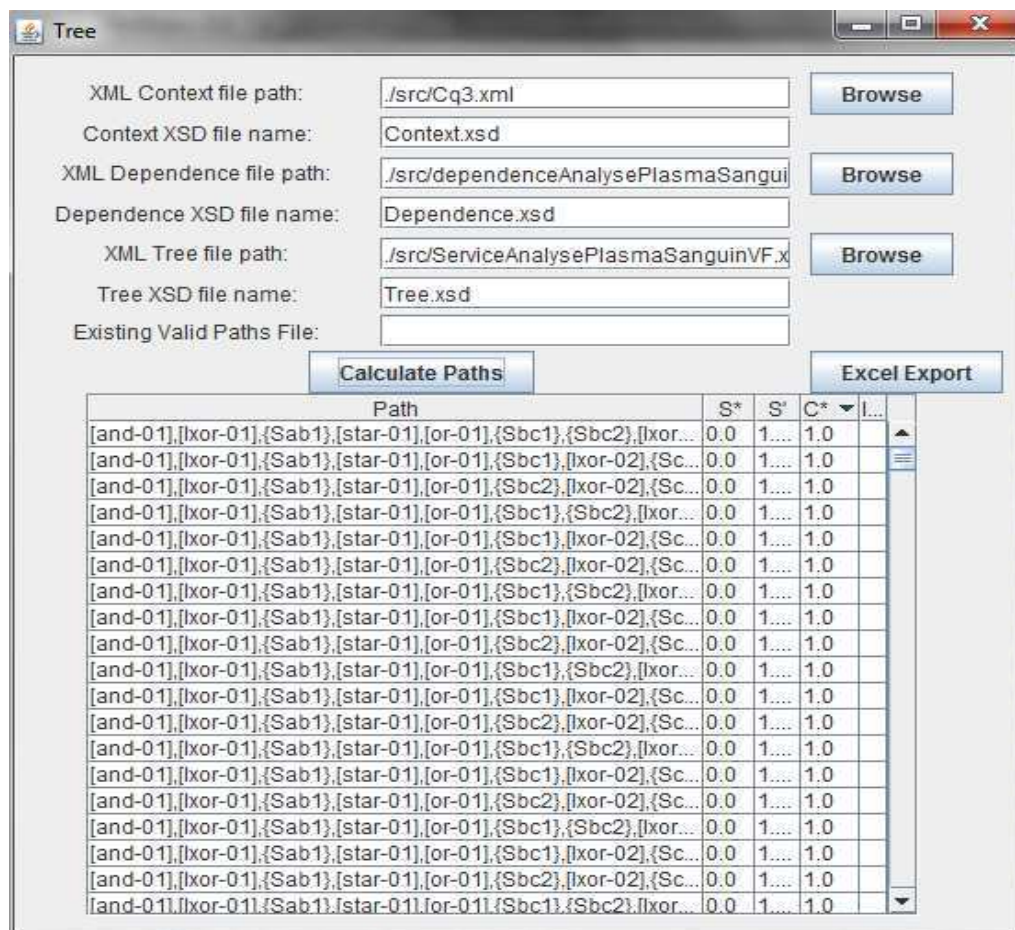 Tree
XML Context file path: ./src/Cq3.xml Browse
Context XSD file name: Context.xsd
XML Dependence file path: ./src/dependenceAnalysePlasmaSangui Browse
Dependence XSD file name: Dependence.xsd
XML Tree file path: ./src/ServiceAnalysePlasmaSanguinVF.x Browse
Tree XSD file name: Tree.xsd
Existing Valid Paths File:
Calculate Paths Excel Export
Path S* S' C* I...
[and-01],[lxor-01],{Sab1},[star-01],[or-01],{Sbc1},{Sbc2},[lxor... 0.0 1.... 1.0
[and-01],[lxor-01],{Sab1},[star-01],[or-01],{Sbc1},[lxor-02],{Sc... 0.0 1.... 1.0
[and-01],[lxor-01],{Sab1},[star-01],[or-01],{Sbc2},[lxor-02],{Sc... 0.0 1.... 1.0
[and-01],[lxor-01],{Sab1},[star-01],[or-01],{Sbc1},{Sbc2},[lxor... 0.0 1.... 1.0
[and-01],[lxor-01],{Sab1},[star-01],[or-01],{Sbc1},[lxor-02],{Sc... 0.0 1.... 1.0
[and-01],[lxor-01],{Sab1},[star-01],[or-01],{Sbc2},[lxor-02],{Sc... 0.0 1.... 1.0
[and-01],[lxor-01],{Sab1},[star-01],[or-01],{Sbc1},{Sbc2},[lxor... 0.0 1.... 1.0
[and-01],[lxor-01],{Sab1},[star-01],[or-01],{Sbc1},[lxor-02],{Sc... 0.0 1.... 1.0
[and-01],[lxor-01],{Sab1},[star-01],[or-01],{Sbc2},[lxor-02],{Sc... 0.0 1.... 1.0
[and-01],[lxor-01],{Sab1},[star-01],[or-01],{Sbc1},{Sbc2},[lxor... 0.0 1.... 1.0
[and-01],[lxor-01],{Sab1},[star-01],[or-01],{Sbc1},[lxor-02],{Sc... 0.0 1.... 1.0
[and-01],[lxor-01],{Sab1},[star-01],[or-01],{Sbc2},[lxor-02],{Sc... 0.0 1.... 1.0
[and-01],[lxor-01],{Sab1},[star-01],[or-01],{Sbc1},{Sbc2},[lxor... 0.0 1.... 1.0
[and-01],[lxor-01],{Sab1},[star-01],[or-01],{Sbc1},[lxor-02],{Sc... 0.0 1.... 1.0
[and-01],[lxor-01],{Sab1},[star-01],[or-01],{Sbc2},[lxor-02],{Sc... 0.0 1.... 1.0
[and-01],[lxor-01],{Sab1},[star-01],[or-01],{Sbc1},{Sbc2},[lxor... 0.0 1.... 1.0
[and-01],[lxor-01],{Sab1},[star-01],[or-01],{Sbc1},[lxor-02],{Sc... 0.0 1.... 1.0
[and-01],[lxor-01],{Sab1},[star-01],[or-01],{Sbc2},[lxor-02],{Sc... 0.0 1.... 1.0
[and-01],[lxor-01],{Sab1},[star-01],[or-01],{Sbc1},{Sbc2},[lxor... 0.0 1.... 1.0